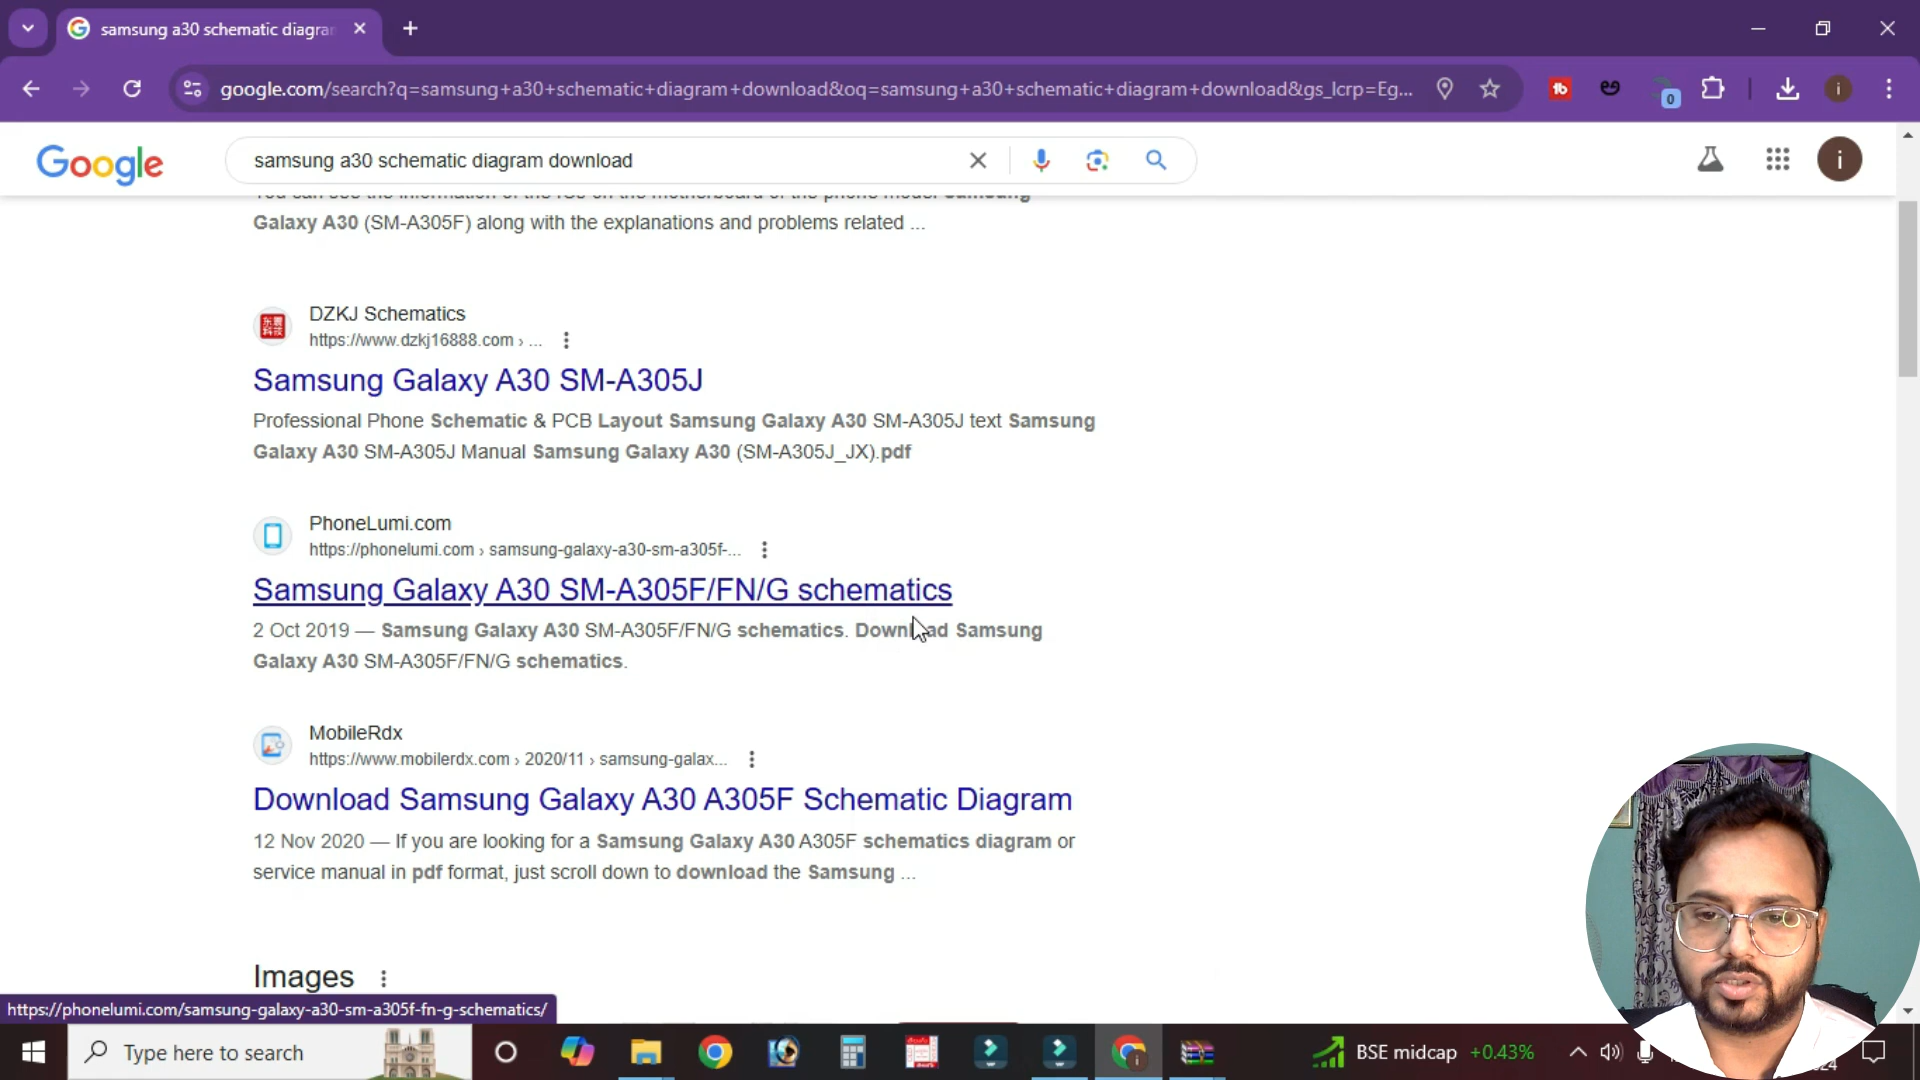 samsung a30 schematic diagra
google.com/search?q=samsung+a30+schematic+diagram+download&oq=samsung+a30+schematic+diagram+download&gs_lcrp=Eg...
0
i
Google
samsung a30 schematic diagram download
i
Galaxy A30 (SM-A305F) along with the explanations and problems related ...
DZKJ Schematics
https://www.dzkj16888.com › ...
Samsung Galaxy A30 SM-A305J
Professional Phone Schematic & PCB Layout Samsung Galaxy A30 SM-A305J text Samsung
Galaxy A30 SM-A305J Manual Samsung Galaxy A30 (SM-A305J_JX).pdf
PhoneLumi.com
https://phonelumi.com › samsung-galaxy-a30-sm-a305f-...
Samsung Galaxy A30 SM-A305F/FN/G schematics
2 Oct 2019 — Samsung Galaxy A30 SM-A305F/FN/G schematics. Download Samsung
Galaxy A30 SM-A305F/FN/G schematics.
MobileRdx
https://www.mobilerdx.com › 2020/11 › samsung-galax...
Download Samsung Galaxy A30 A305F Schematic Diagram
12 Nov 2020 — If you are looking for a Samsung Galaxy A30 A305F schematics diagram or
service manual in pdf format, just scroll down to download the Samsung ...
Images
https://phonelumi.com/samsung-galaxy-a30-sm-a305f-fn-g-schematics/
Type here to search
BSE midcap +0.43%